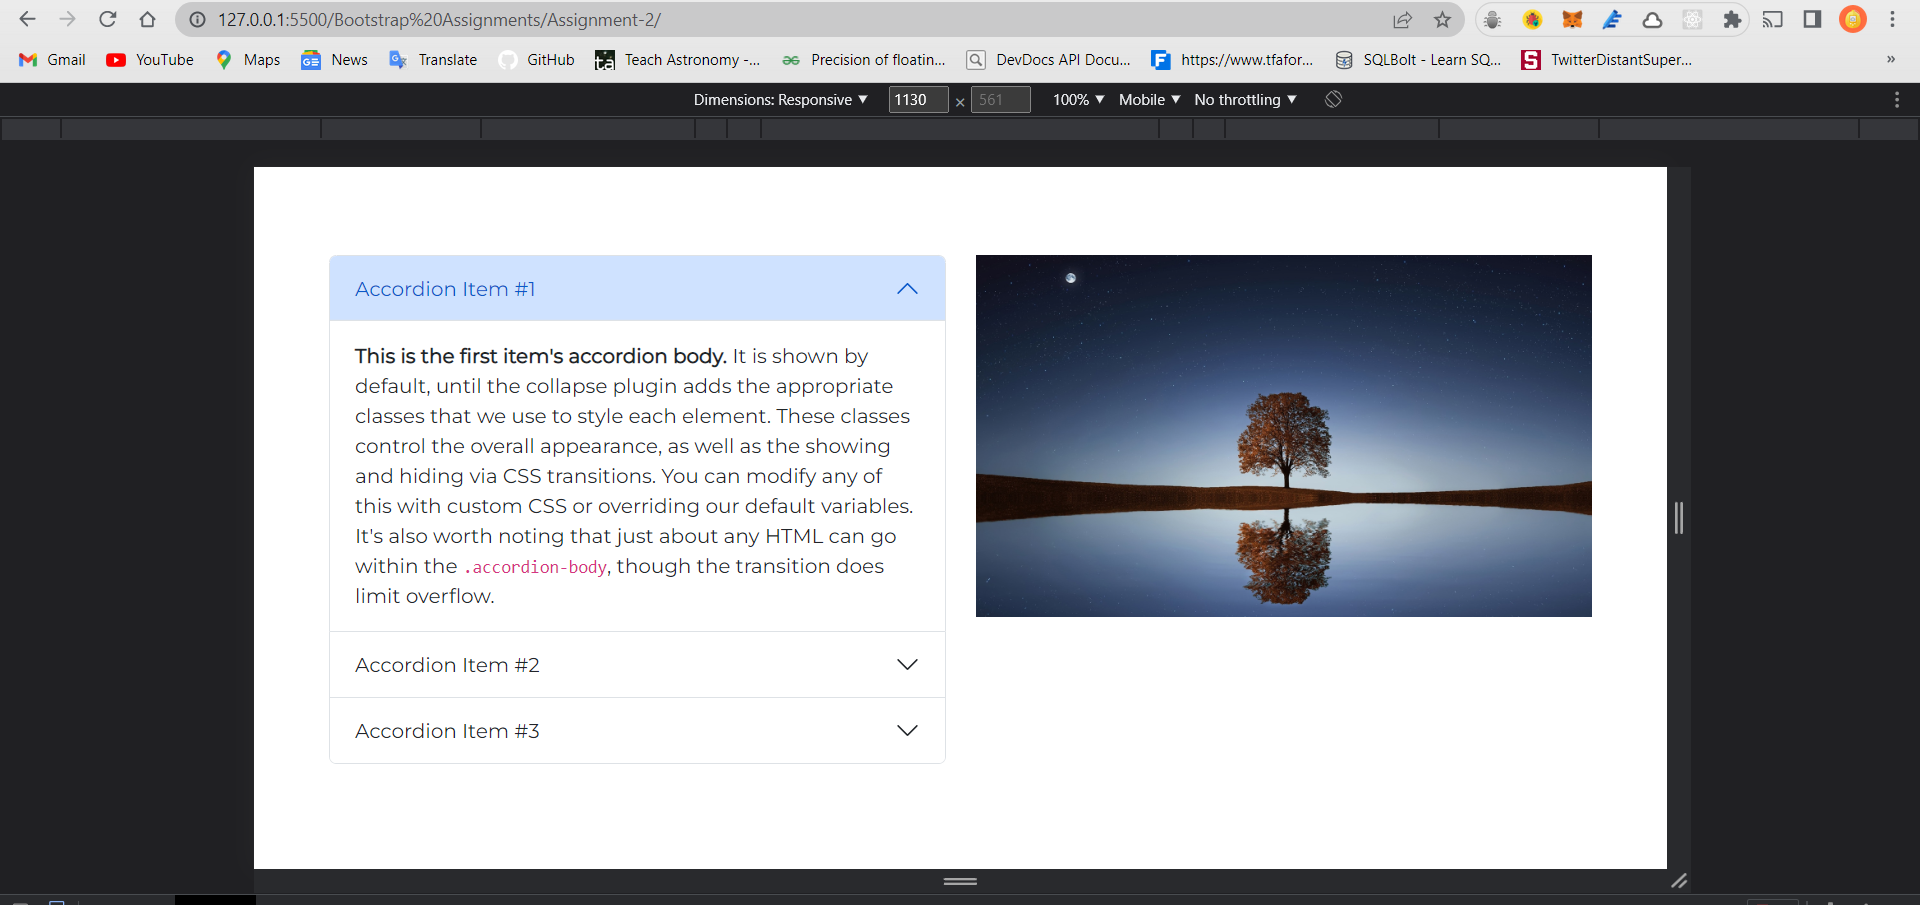 127.0.0.1:5500/Bootstrap%20Assignments/Assignment-2/
Gmail YouTube Maps News Translate GitHub Teach Astronomy -... Precision of floatin... DevDocs API Docu... https://www.tfafor... SQLBolt - Learn SQ... TwitterDistantSuper... »
Dimensions: Responsive ▼ 1130 × 561 100% ▼ Mobile ▼ No throttling ▼
Accordion Item #1
This is the first item's accordion body. It is shown by
default, until the collapse plugin adds the appropriate
classes that we use to style each element. These classes
control the overall appearance, as well as the showing
and hiding via CSS transitions. You can modify any of
this with custom CSS or overriding our default variables.
It's also worth noting that just about any HTML can go
within the .accordion-body, though the transition does
limit overflow.
Accordion Item #2
Accordion Item #3